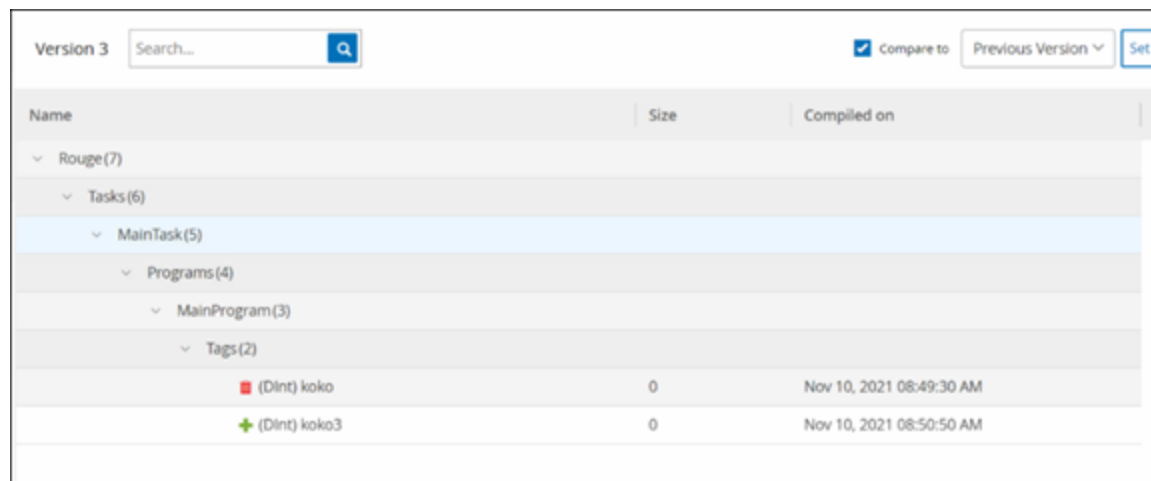 Version 3 Search... Compare to Previous Version Set
Name Size Compiled on
Rouge(7)
Tasks(6)
MainTask(5)
Programs(4)
MainProgram(3)
Tags(2)
(DInt) koko 0 Nov 10, 2021 08:49:30 AM
(DInt) koko3 0 Nov 10, 2021 08:50:50 AM